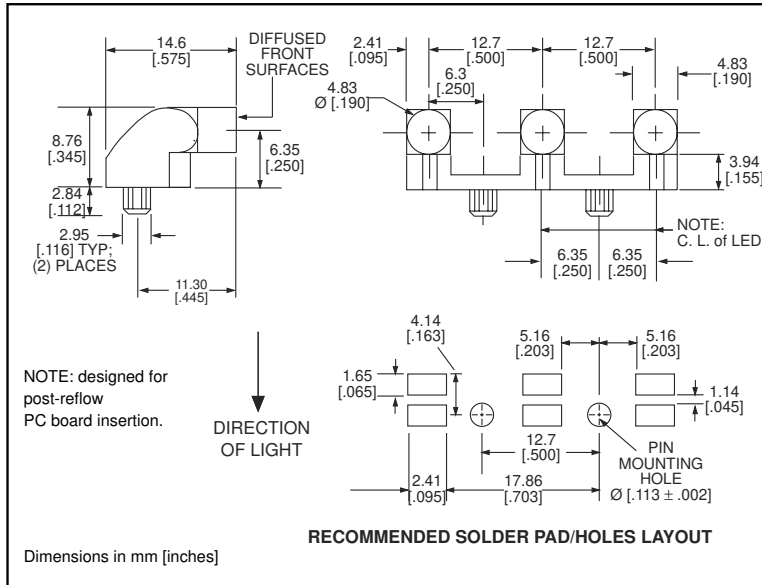 14.6
[.575]
DIFFUSED
FRONT
SURFACES
8.76
[.345]
6.35
[.250]
2.84
[.112]
2.95
[.116] TYP;
(2) PLACES
11.30
[.445]
2.41
[.095]
12.7
[.500]
12.7
[.500]
4.83
[.190]
6.3
[.250]
4.83
Ø [.190]
3.94
[.155]
NOTE:
C. L. of LED
6.35
[.250]
6.35
[.250]
NOTE: designed for
post-reflow
PC board insertion.
DIRECTION
OF LIGHT
4.14
[.163]
5.16
[.203]
5.16
[.203]
1.65
[.065]
1.14
[.045]
12.7
[.500]
PIN
MOUNTING
HOLE
Ø [.113 ± .002]
2.41
[.095]
17.86
[.703]
RECOMMENDED SOLDER PAD/HOLES LAYOUT
Dimensions in mm [inches]